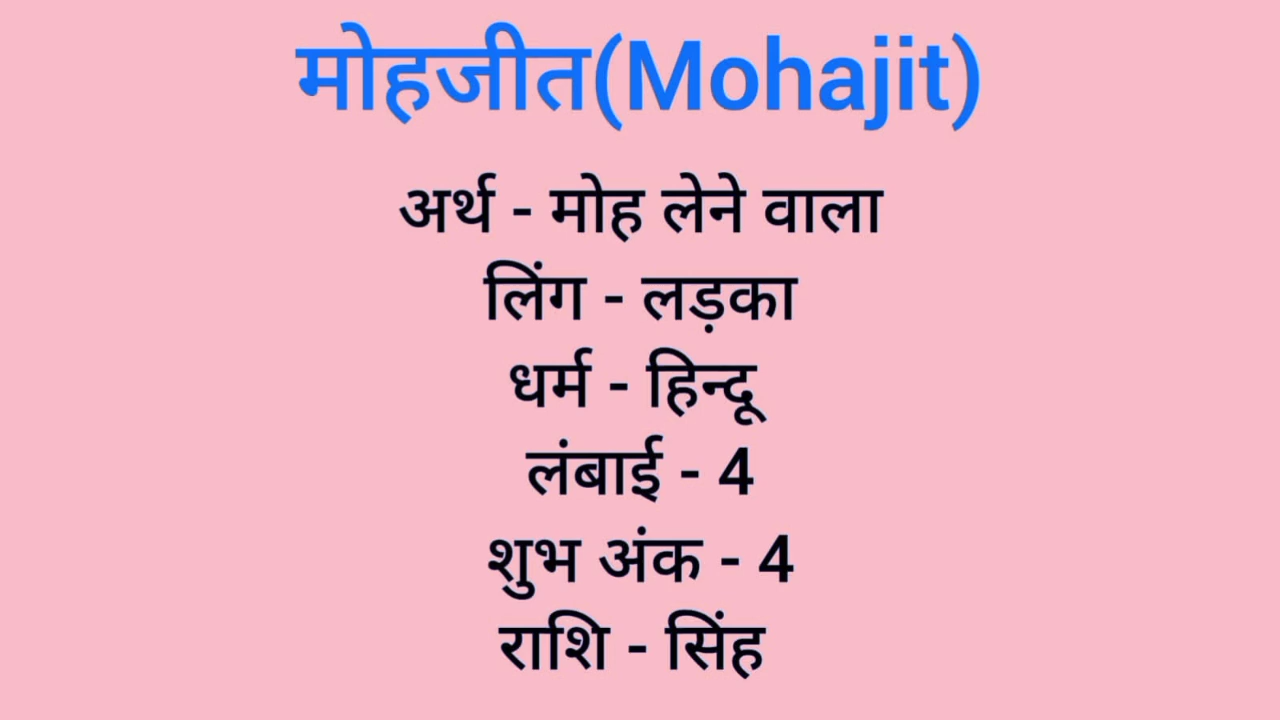 मोहजीत(Mohajit)
अर्थ - मोह लेने वाला
लिंग - लड़का
धर्म - हिन्दू
लंबाई - 4
शुभ अंक - 4
राशि - सिंह